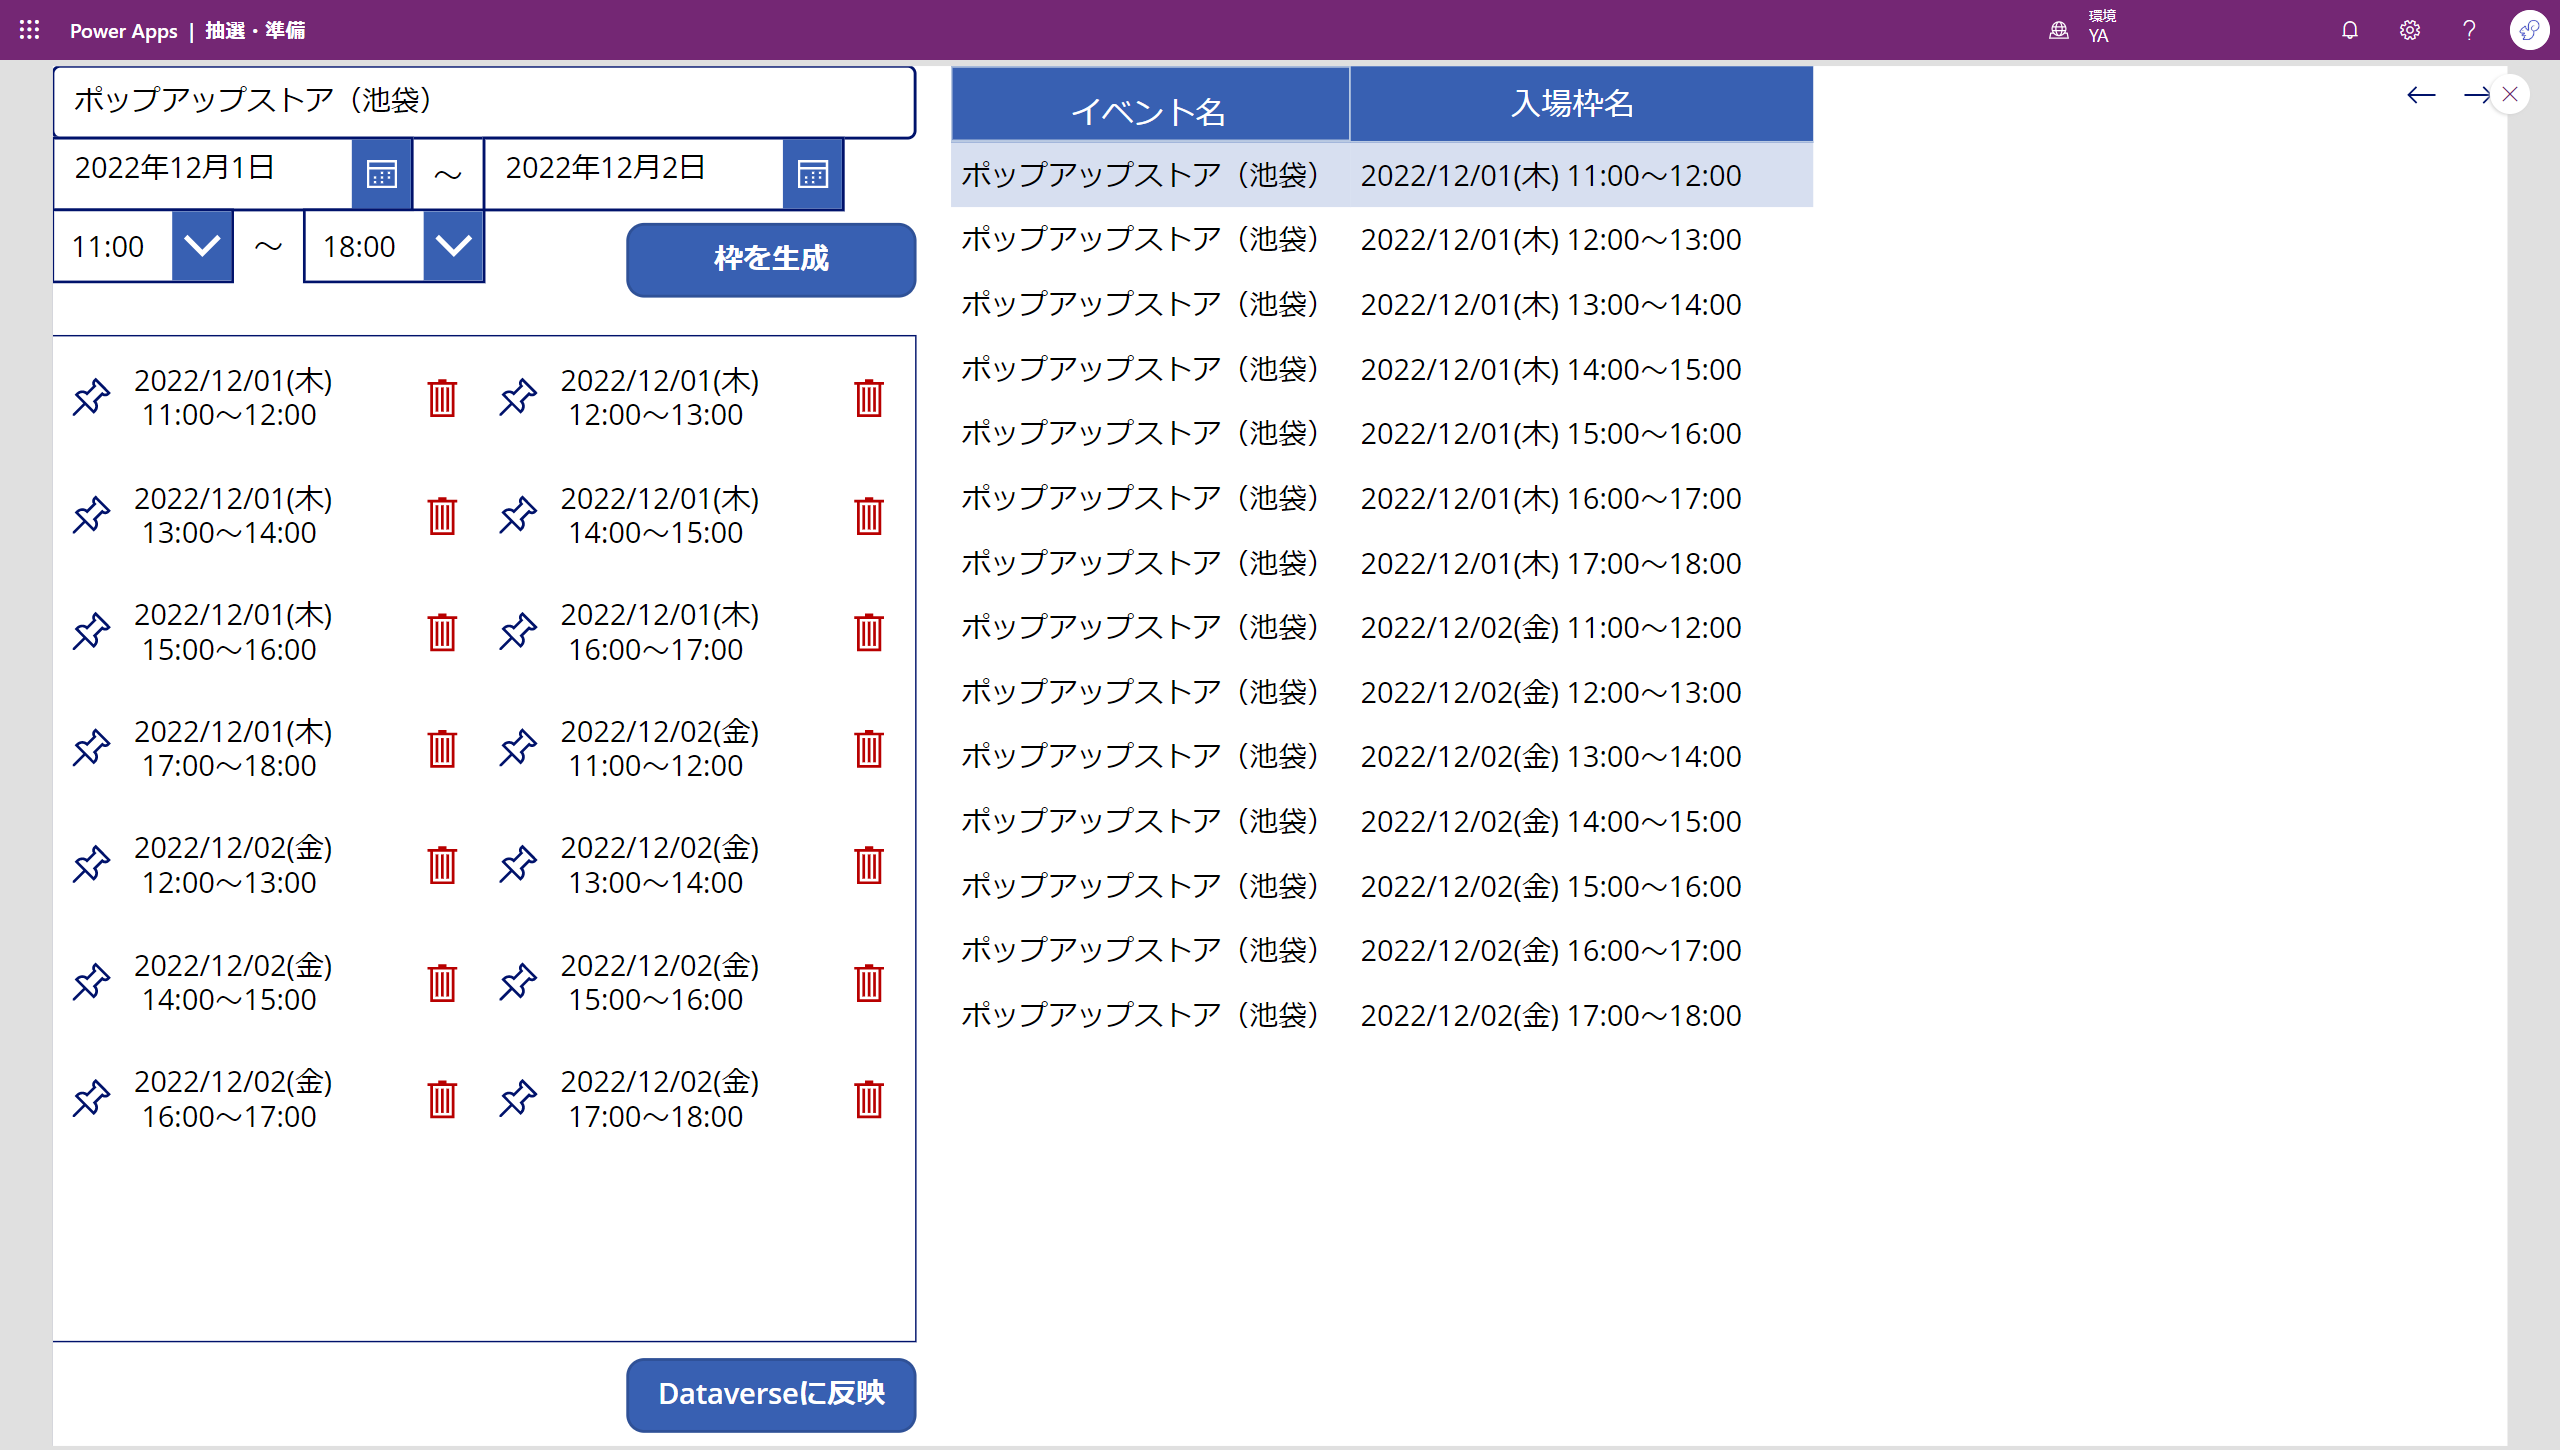 Power Apps | 抽選・準備
環境
YA
ポップアップストア（池袋）
2022年12月1日 ～ 2022年12月2日
11:00 ～ 18:00
枠を生成
2022/12/01(木)
11:00～12:00
2022/12/01(木)
12:00～13:00
2022/12/01(木)
13:00～14:00
2022/12/01(木)
14:00～15:00
2022/12/01(木)
15:00～16:00
2022/12/01(木)
16:00～17:00
2022/12/01(木)
17:00～18:00
2022/12/02(金)
11:00～12:00
2022/12/02(金)
12:00～13:00
2022/12/02(金)
13:00～14:00
2022/12/02(金)
14:00～15:00
2022/12/02(金)
15:00～16:00
2022/12/02(金)
16:00～17:00
2022/12/02(金)
17:00～18:00
Dataverseに反映
イベント名 入場枠名
ポップアップストア（池袋） 2022/12/01(木) 11:00～12:00
ポップアップストア（池袋） 2022/12/01(木) 12:00～13:00
ポップアップストア（池袋） 2022/12/01(木) 13:00～14:00
ポップアップストア（池袋） 2022/12/01(木) 14:00～15:00
ポップアップストア（池袋） 2022/12/01(木) 15:00～16:00
ポップアップストア（池袋） 2022/12/01(木) 16:00～17:00
ポップアップストア（池袋） 2022/12/01(木) 17:00～18:00
ポップアップストア（池袋） 2022/12/02(金) 11:00～12:00
ポップアップストア（池袋） 2022/12/02(金) 12:00～13:00
ポップアップストア（池袋） 2022/12/02(金) 13:00～14:00
ポップアップストア（池袋） 2022/12/02(金) 14:00～15:00
ポップアップストア（池袋） 2022/12/02(金) 15:00～16:00
ポップアップストア（池袋） 2022/12/02(金) 16:00～17:00
ポップアップストア（池袋） 2022/12/02(金) 17:00～18:00